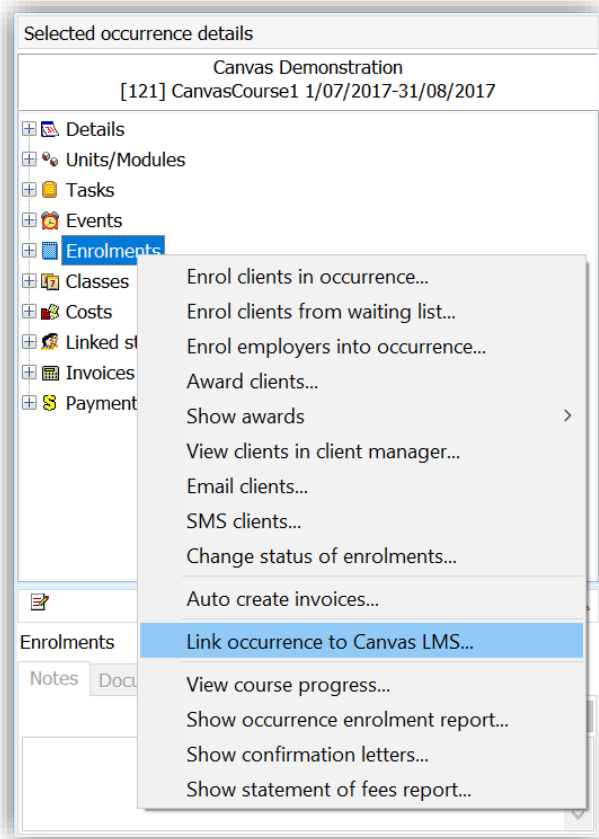 Selected occurrence details
Canvas Demonstration
[121] CanvasCourse1 1/07/2017-31/08/2017
Details
Units/Modules
Tasks
Events
Enrolments
Classes
Costs
Linked st
Invoices
Payment
Enrol clients in occurrence...
Enrol clients from waiting list...
Enrol employers into occurrence...
Award clients...
Show awards
View clients in client manager...
Email clients...
SMS clients...
Change status of enrolments...
Auto create invoices...
Link occurrence to Canvas LMS...
View course progress...
Show occurrence enrolment report...
Show confirmation letters...
Show statement of fees report...
Enrolments
Notes
Docu